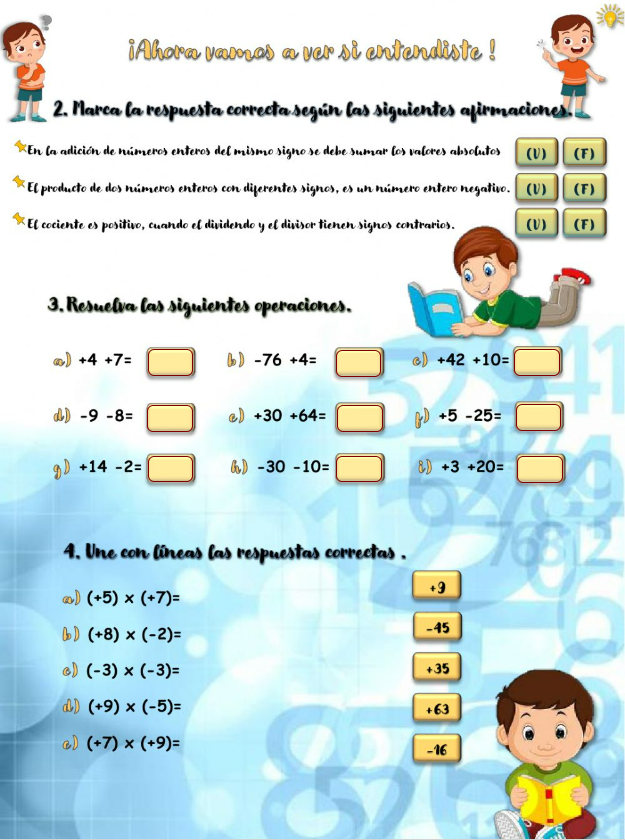 ¡Ahora vamos a ver si entendiste !
2. Marca la respuesta correcta según las siguientes afirmaciones.
En la adición de números enteros del mismo signo se debe sumar los valores absolutos (V) (F)
El producto de dos números enteros con diferentes signos, es un número entero negativo. (V) (F)
El cociente es positivo, cuando el dividendo y el divisor tienen signos contrarios. (V) (F)
3. Resuelva las siguientes operaciones.
a) +4 +7= b) -76 +4= c) +42 +10=
d) -9 -8= e) +30 +64= f) +5 -25=
g) +14 -2= h) -30 -10= i) +3 +20=
4. Une con líneas las respuestas correctas .
a) (+5) x (+7)= +9
b) (+8) x (-2)= -45
c) (-3) x (-3)= +35
d) (+9) x (-5)= +63
e) (+7) x (+9)= -16